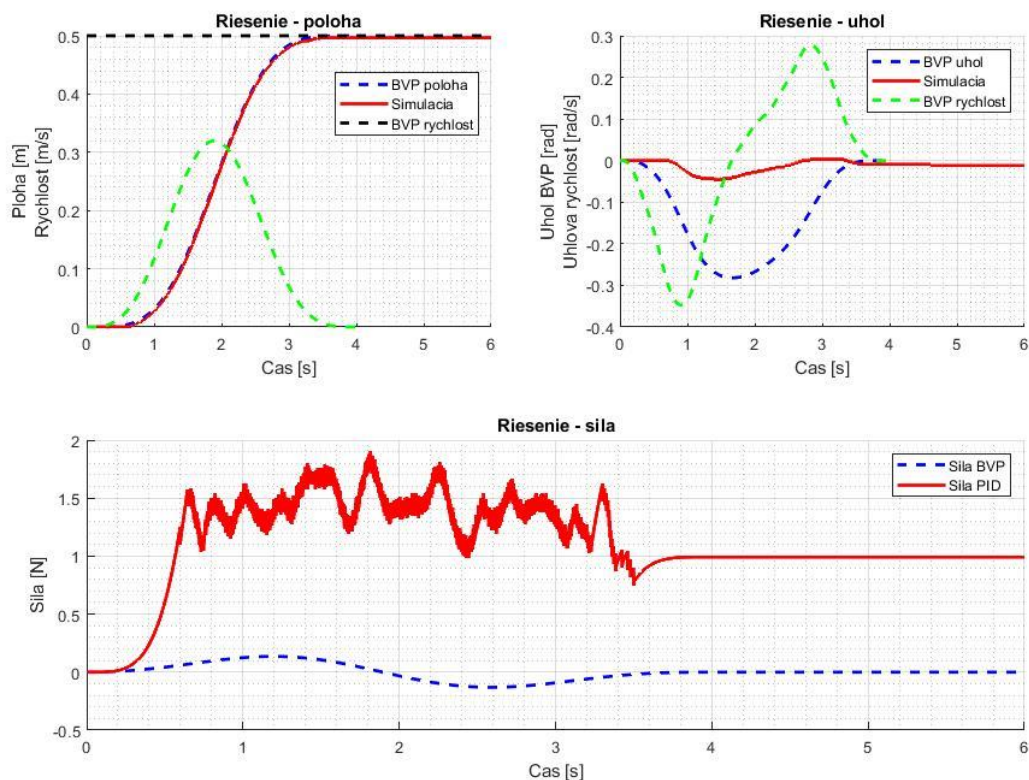 Riesenie - poloha
Ploha [m]
Rychlost [m/s]
0.5
0.4
0.3
0.2
0.1
0
BVP poloha
Simulacia
BVP rychlost
0 1 2 3 4 5 6
Cas [s]
Riesenie - uhol
Uhol BVP [rad]
Uhlova rychlost [rad/s]
0.3
0.2
0.1
0
-0.1
-0.2
-0.3
-0.4
BVP uhol
Simulacia
BVP rychlost
0 1 2 3 4 5 6
Cas [s]
Riesenie - sila
Sila [N]
2
1.5
1
0.5
0
-0.5
Sila BVP
Sila PID
0 1 2 3 4 5 6
Cas [s]